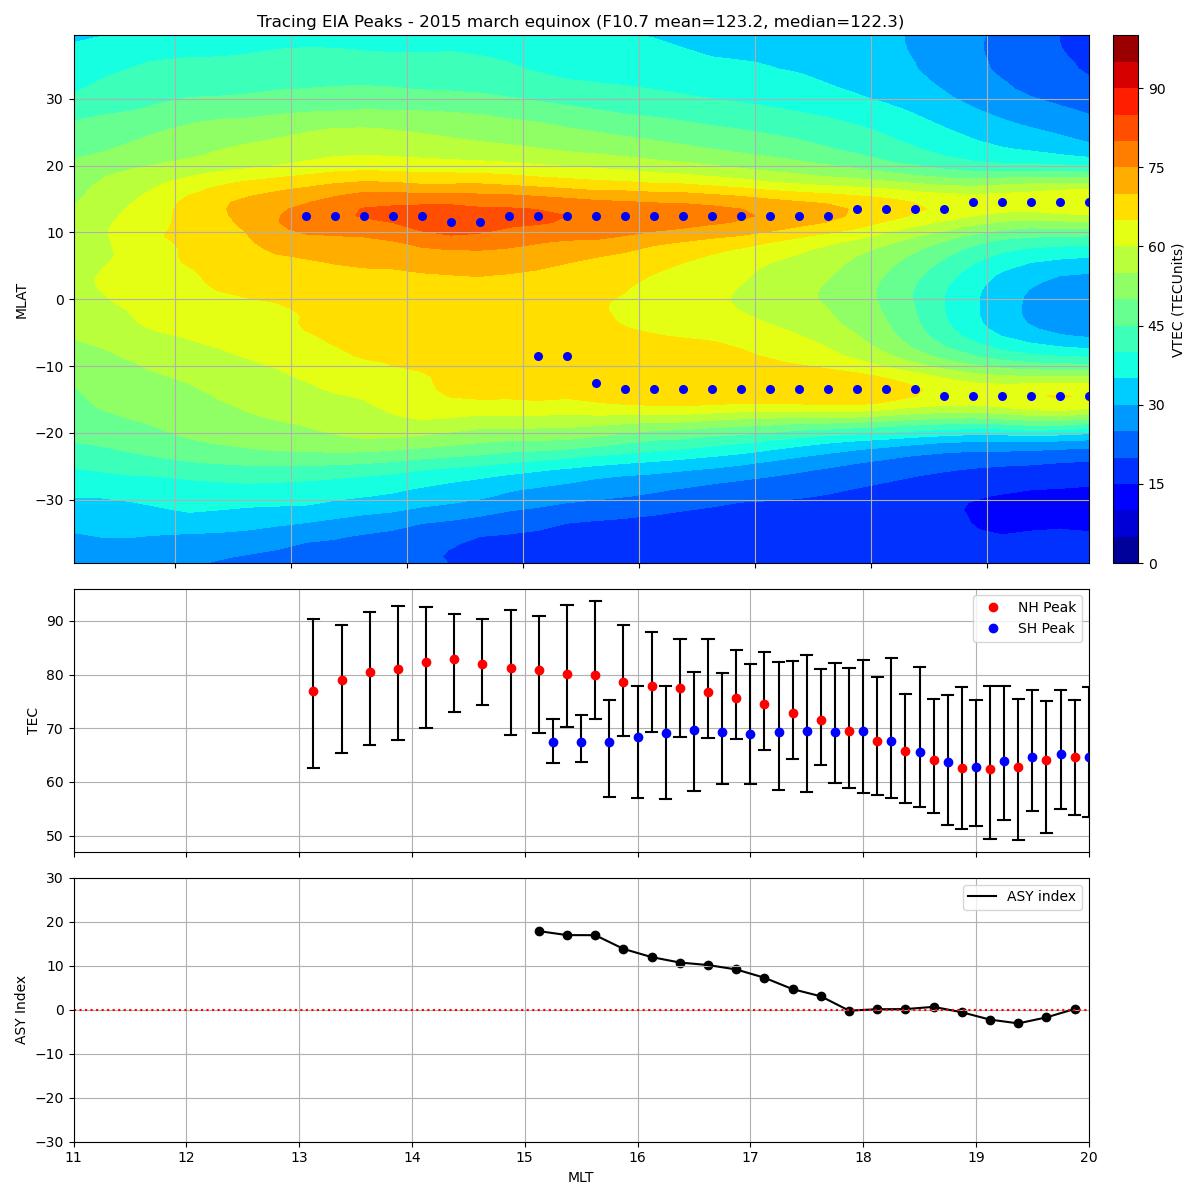 Tracing EIA Peaks - 2015 march equinox (F10.7 mean=123.2, median=122.3)
30
20
10
0
−10
−20
−30
MLAT
90
75
60
45
30
15
0
VTEC (TECUnits)
90
80
70
60
50
TEC
NH Peak
SH Peak
30
20
10
0
−10
−20
−30
ASY Index
ASY index
11 12 13 14 15 16 17 18 19 20
MLT